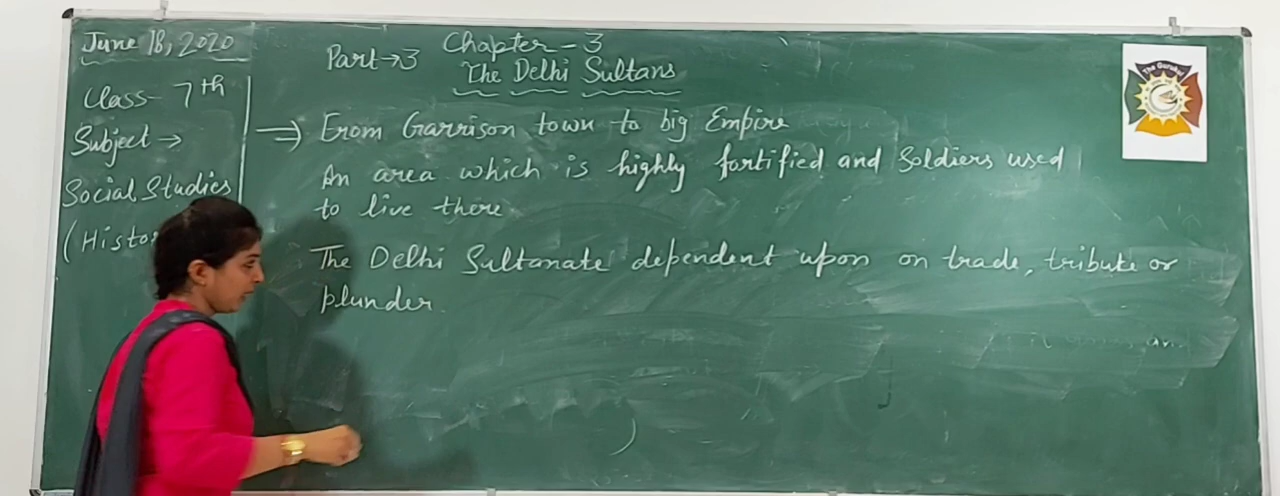 June 18, 2020
Class - 7th
Subject →
Social Studies
(Histo
Part→3 Chapter - 3
The Delhi Sultans
⇒ From Garrison town to big Empire
An area which is highly fortified and Soldiers used
to live there.
The Delhi Sultanate dependent upon on trade, tribute or
plunder.
The Gurukul